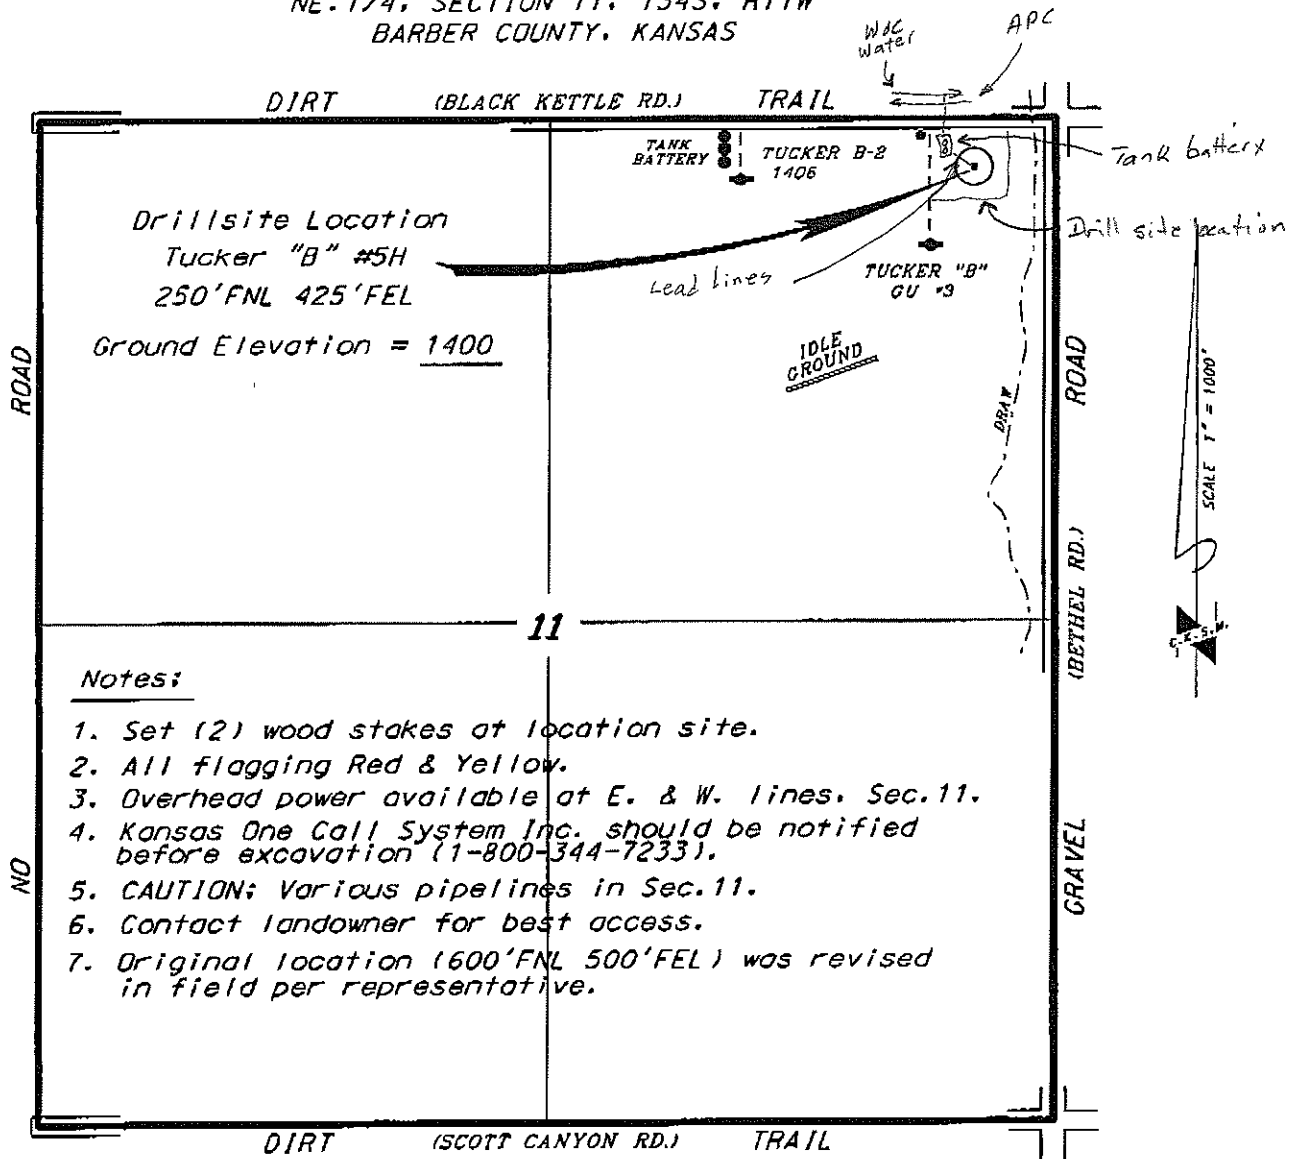 NE.1/4, SECTION 11, T34S, R11W
BARBER COUNTY, KANSAS
WDC
Water
APC
DIRT (BLACK KETTLE RD.) TRAIL
TANK
BATTERY
TUCKER B-2
1406
Tank battery
Drill site location
Drillsite Location
Tucker "B" #5H
250'FNL 425'FEL
Ground Elevation = 1400
Lead lines
TUCKER "B"
GU #3
IDLE
GROUND
DRAW
ROAD
ROAD
SCALE 1" = 1000'
(BETHEL RD.)
C.K.S.W.
11
Notes:
1. Set (2) wood stakes at location site.
2. All flagging Red & Yellow.
3. Overhead power available at E. & W. lines, Sec.11.
4. Kansas One Call System Inc. should be notified
before excavation (1-800-344-7233).
5. CAUTION: Various pipelines in Sec.11.
6. Contact landowner for best access.
7. Original location (600'FNL 500'FEL) was revised
in field per representative.
NO
GRAVEL
DIRT (SCOTT CANYON RD.) TRAIL